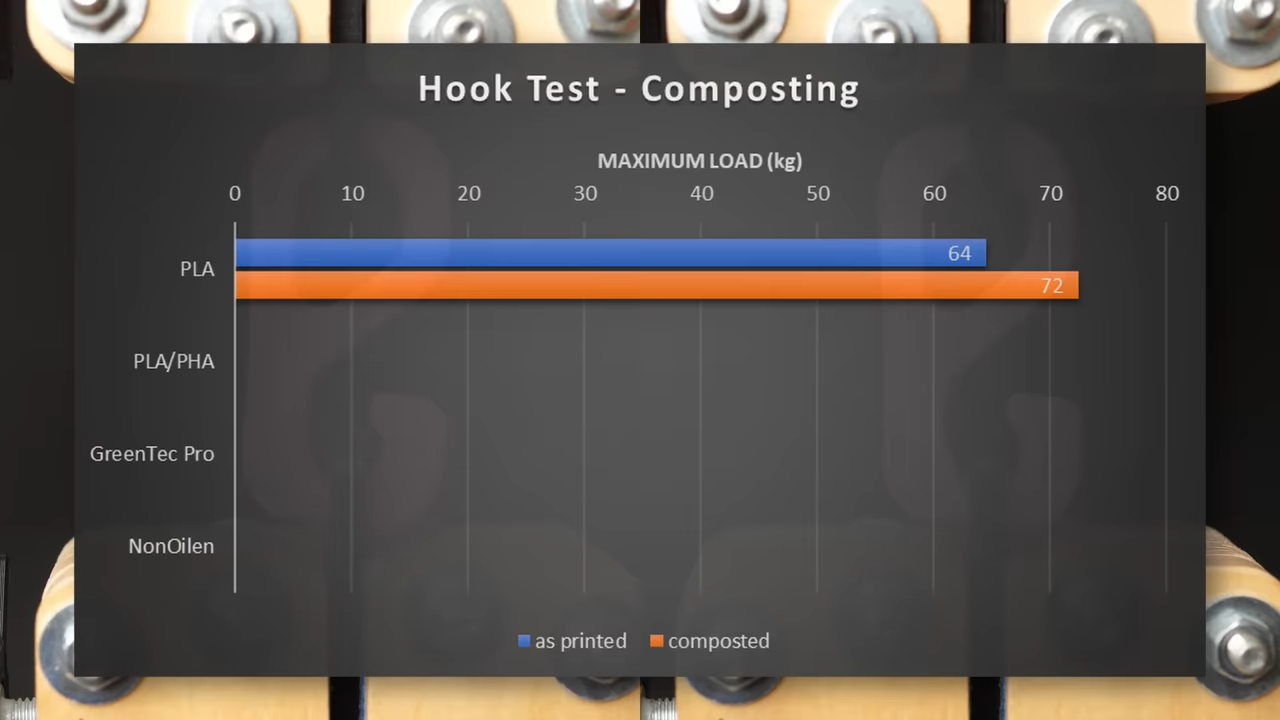 Hook Test - Composting
MAXIMUM LOAD (kg)
0 10 20 30 40 50 60 70 80
PLA
64
72
PLA/PHA
GreenTec Pro
NonOilen
as printed composted